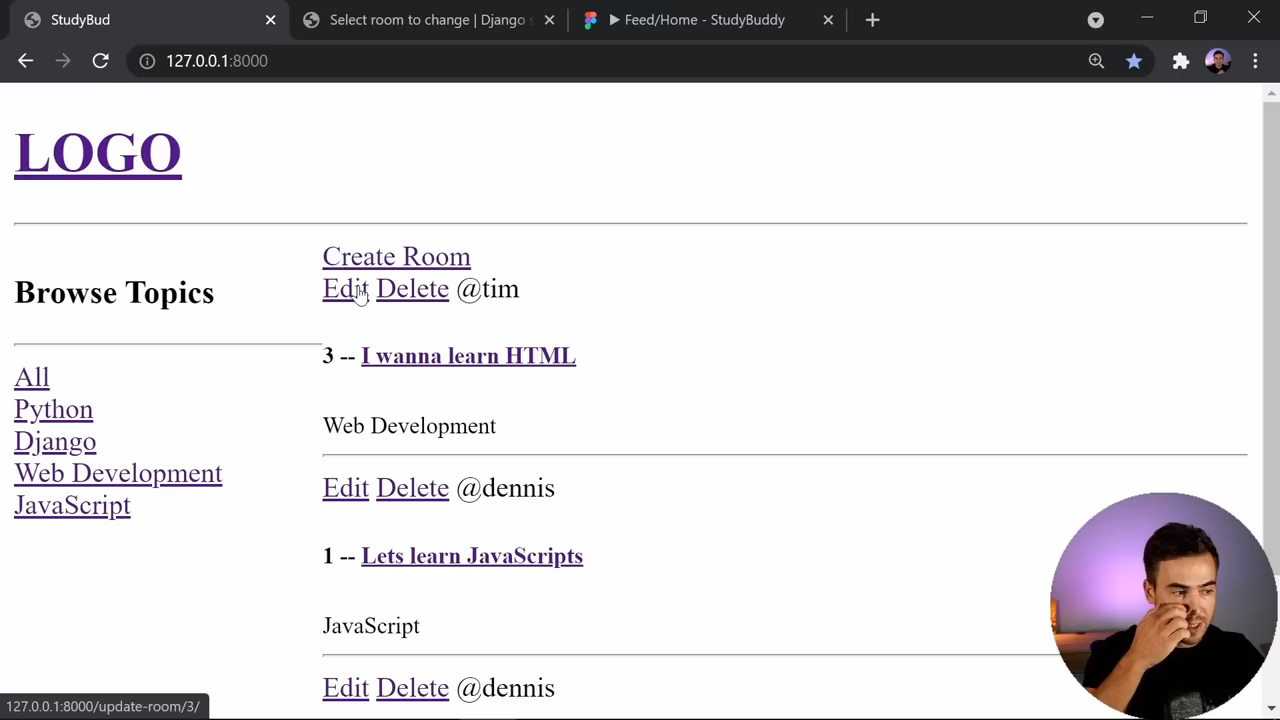 StudyBud
Select room to change | Django s
Feed/Home - StudyBuddy
127.0.0.1:8000
LOGO
Browse Topics
All
Python
Django
Web Development
JavaScript
Create Room
Edit Delete @tim
3 -- I wanna learn HTML
Web Development
Edit Delete @dennis
1 -- Lets learn JavaScripts
JavaScript
Edit Delete @dennis
127.0.0.1:8000/update-room/3/